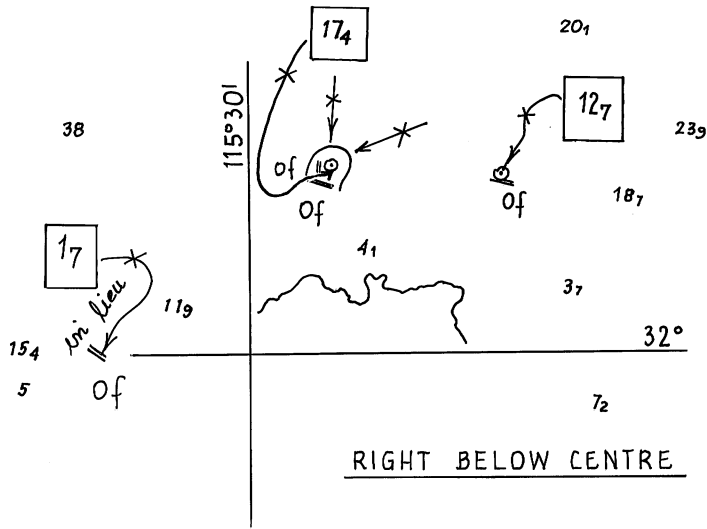 17₄
20₁
115°30'
12₇
38
23₉
Of
18₇
Of
Of
1₇
4₁
in lieu
11₉
3₇
15₄
32°
5
Of
7₂
RIGHT BELOW CENTRE